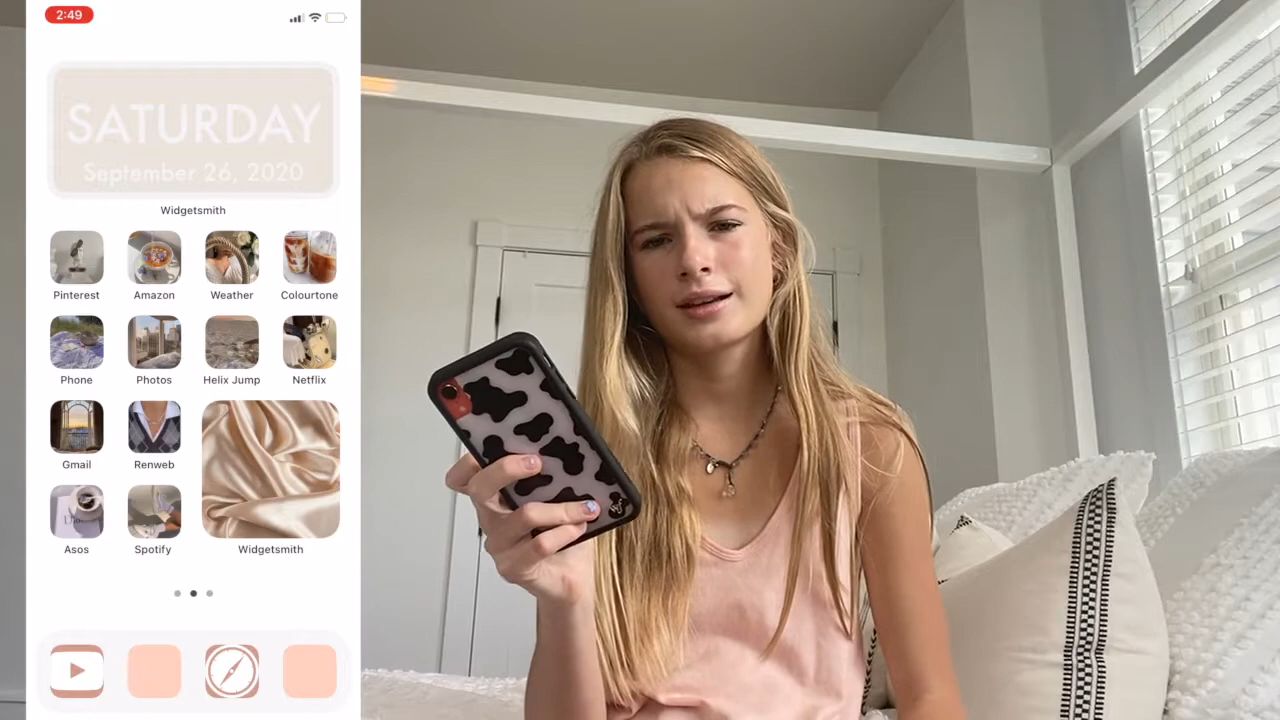 2:49
SATURDAY
September 26, 2020
Widgetsmith
Pinterest Amazon Weather Colourtone
Phone Photos Helix Jump Netflix
Gmail Renweb
Asos Spotify Widgetsmith